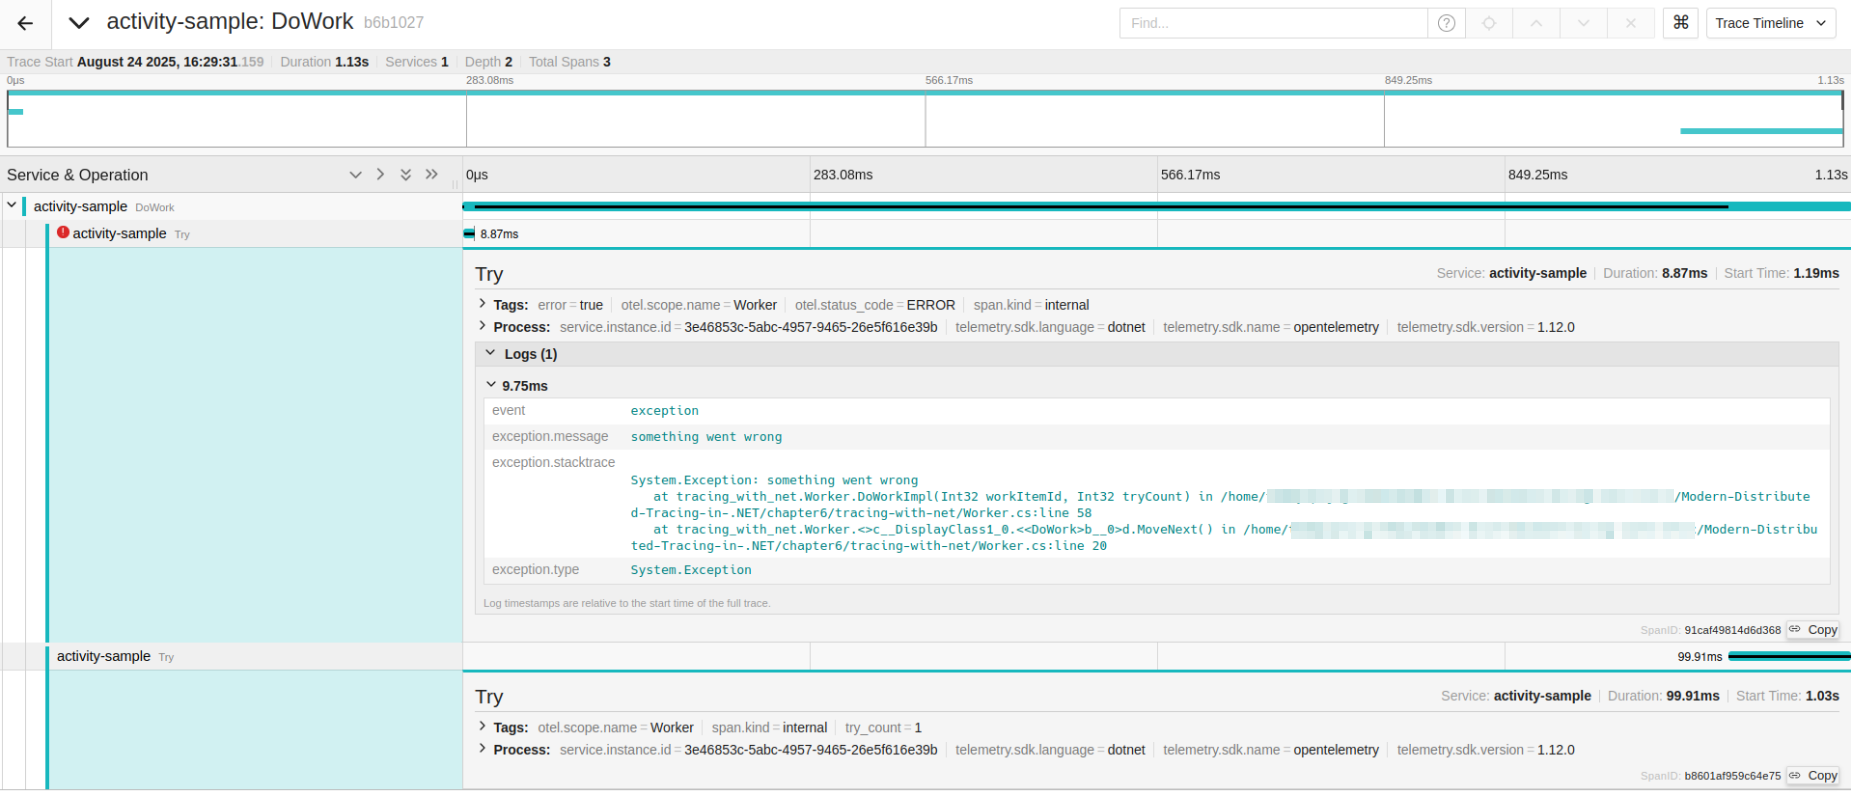 activity-sample: DoWork b6b1027
Find...
Trace Timeline
Trace Start August 24 2025, 16:29:31.159 Duration 1.13s Services 1 Depth 2 Total Spans 3
0μs 283.08ms 566.17ms 849.25ms 1.13s
Service & Operation 0μs 283.08ms 566.17ms 849.25ms 1.13s
activity-sample DoWork
activity-sample Try 8.87ms
Try Service: activity-sample Duration: 8.87ms Start Time: 1.19ms
Tags: error = true otel.scope.name = Worker otel.status_code = ERROR span.kind = internal
Process: service.instance.id = 3e46853c-5abc-4957-9465-26e5f616e39b telemetry.sdk.language = dotnet telemetry.sdk.name = opentelemetry telemetry.sdk.version = 1.12.0
Logs (1)
9.75ms
event exception
exception.message something went wrong
exception.stacktrace
System.Exception: something went wrong
at tracing_with_net.Worker.DoWorkImpl(Int32 workItemId, Int32 tryCount) in /home/ /Modern-Distribute
d-Tracing-in-.NET/chapter6/tracing-with-net/Worker.cs:line 58
at tracing_with_net.Worker.<>c__DisplayClass1_0.<<DoWork>b__0>d.MoveNext() in /home/ /Modern-Distribu
ted-Tracing-in-.NET/chapter6/tracing-with-net/Worker.cs:line 20
exception.type System.Exception
Log timestamps are relative to the start time of the full trace.
SpanID: 91caf49814d6d368 Copy
activity-sample Try 99.91ms
Try Service: activity-sample Duration: 99.91ms Start Time: 1.03s
Tags: otel.scope.name = Worker span.kind = internal try_count = 1
Process: service.instance.id = 3e46853c-5abc-4957-9465-26e5f616e39b telemetry.sdk.language = dotnet telemetry.sdk.name = opentelemetry telemetry.sdk.version = 1.12.0
SpanID: b8601af959c64e75 Copy